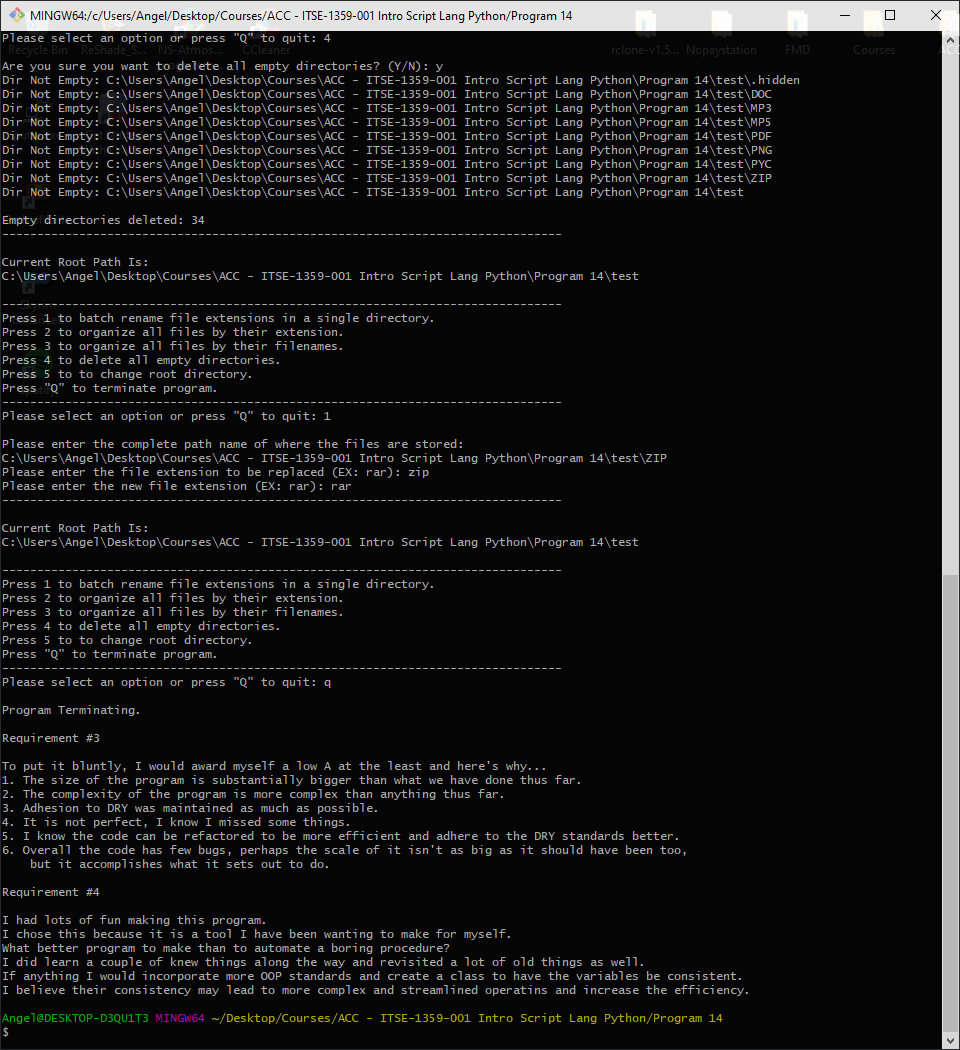 MINGW64:/c/Users/Angel/Desktop/Courses/ACC - ITSE-1359-001 Intro Script Lang Python/Program 14
Please select an option or press "Q" to quit: 4
Recycle Bin ReShade_S... NS-Atmos... CCleaner rclone-v1.5... Nopaystation FMD Courses
Are you sure you want to delete all empty directories? (Y/N): y
Dir Not Empty: C:\Users\Angel\Desktop\Courses\ACC - ITSE-1359-001 Intro Script Lang Python\Program 14\test\.hidden
Dir Not Empty: C:\Users\Angel\Desktop\Courses\ACC - ITSE-1359-001 Intro Script Lang Python\Program 14\test\DOC
Dir Not Empty: C:\Users\Angel\Desktop\Courses\ACC - ITSE-1359-001 Intro Script Lang Python\Program 14\test\MP3
Dir Not Empty: C:\Users\Angel\Desktop\Courses\ACC - ITSE-1359-001 Intro Script Lang Python\Program 14\test\MP5
Dir Not Empty: C:\Users\Angel\Desktop\Courses\ACC - ITSE-1359-001 Intro Script Lang Python\Program 14\test\PDF
Dir Not Empty: C:\Users\Angel\Desktop\Courses\ACC - ITSE-1359-001 Intro Script Lang Python\Program 14\test\PNG
Dir Not Empty: C:\Users\Angel\Desktop\Courses\ACC - ITSE-1359-001 Intro Script Lang Python\Program 14\test\PYC
Dir Not Empty: C:\Users\Angel\Desktop\Courses\ACC - ITSE-1359-001 Intro Script Lang Python\Program 14\test\ZIP
Dir Not Empty: C:\Users\Angel\Desktop\Courses\ACC - ITSE-1359-001 Intro Script Lang Python\Program 14\test
Empty directories deleted: 34
--------------------------------------------------------------------------------
Current Root Path Is:
C:\Users\Angel\Desktop\Courses\ACC - ITSE-1359-001 Intro Script Lang Python\Program 14\test
--------------------------------------------------------------------------------
Press 1 to batch rename file extensions in a single directory.
Press 2 to organize all files by their extension.
Press 3 to organize all files by their filenames.
Press 4 to delete all empty directories.
Press 5 to to change root directory.
Press "Q" to terminate program.
--------------------------------------------------------------------------------
Please select an option or press "Q" to quit: 1
Please enter the complete path name of where the files are stored:
C:\Users\Angel\Desktop\Courses\ACC - ITSE-1359-001 Intro Script Lang Python\Program 14\test\ZIP
Please enter the file extension to be replaced (EX: rar): zip
Please enter the new file extension (EX: rar): rar
--------------------------------------------------------------------------------
Current Root Path Is:
C:\Users\Angel\Desktop\Courses\ACC - ITSE-1359-001 Intro Script Lang Python\Program 14\test
--------------------------------------------------------------------------------
Press 1 to batch rename file extensions in a single directory.
Press 2 to organize all files by their extension.
Press 3 to organize all files by their filenames.
Press 4 to delete all empty directories.
Press 5 to to change root directory.
Press "Q" to terminate program.
--------------------------------------------------------------------------------
Please select an option or press "Q" to quit: q
Program Terminating.
Requirement #3
To put it bluntly, I would award myself a low A at the least and here's why...
1. The size of the program is substantially bigger than what we have done thus far.
2. The complexity of the program is more complex than anything thus far.
3. Adhesion to DRY was maintained as much as possible.
4. It is not perfect, I know I missed some things.
5. I know the code can be refactored to be more efficient and adhere to the DRY standards better.
6. Overall the code has few bugs, perhaps the scale of it isn't as big as it should have been too,
but it accomplishes what it sets out to do.
Requirement #4
I had lots of fun making this program.
I chose this because it is a tool I have been wanting to make for myself.
What better program to make than to automate a boring procedure?
I did learn a couple of knew things along the way and revisited a lot of old things as well.
If anything I would incorporate more OOP standards and create a class to have the variables be consistent.
I believe their consistency may lead to more complex and streamlined operatins and increase the efficiency.
Angel@DESKTOP-D3QU1T3 MINGW64 ~/Desktop/Courses/ACC - ITSE-1359-001 Intro Script Lang Python/Program 14
$